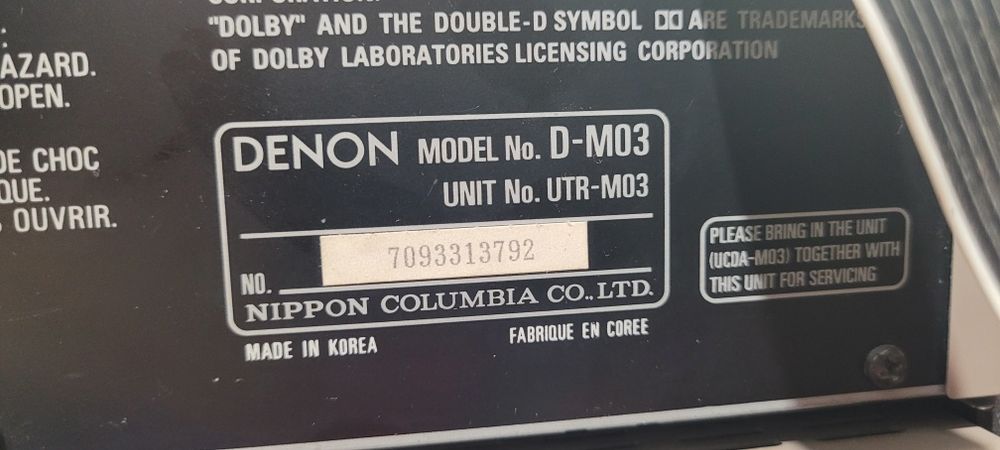 "DOLBY" AND THE DOUBLE-D SYMBOL DD ARE TRADEMARKS
OF DOLBY LABORATORIES LICENSING CORPORATION
AZARD.
OPEN.
DE CHOC
QUE.
OUVRIR.
DENON MODEL No. D-M03
UNIT No. UTR-M03
NO. 7093313792
NIPPON COLUMBIA CO., LTD.
MADE IN KOREA
FABRIQUE EN COREE
PLEASE BRING IN THE UNIT
(UCDA-M03) TOGETHER WITH
THIS UNIT FOR SERVICING